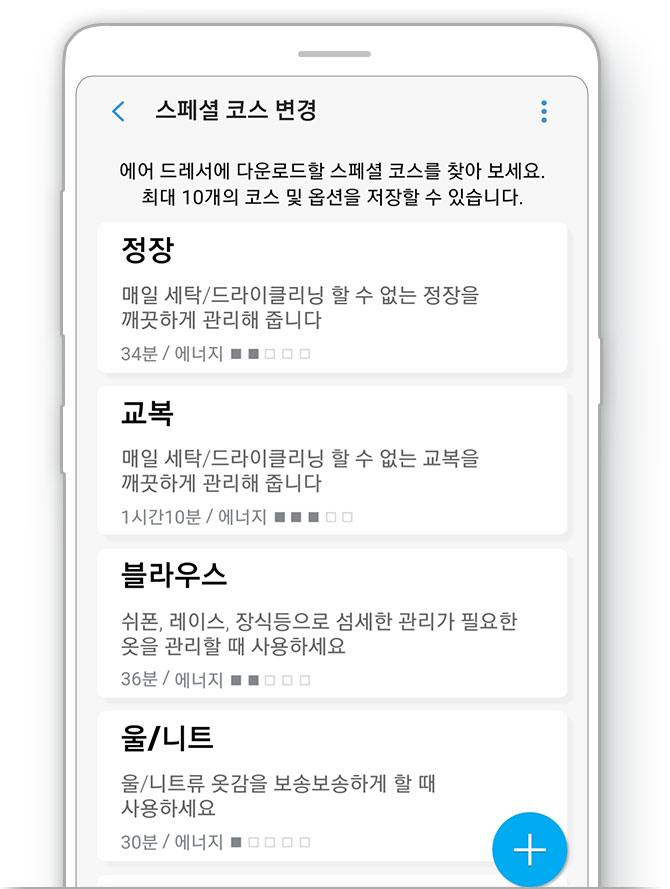 스페셜 코스 변경
에어 드레서에 다운로드할 스페셜 코스를 찾아 보세요.
최대 10개의 코스 및 옵션을 저장할 수 있습니다.
정장
매일 세탁/드라이클리닝 할 수 없는 정장을
깨끗하게 관리해 줍니다
34분 / 에너지 ■■□□□
교복
매일 세탁/드라이클리닝 할 수 없는 교복을
깨끗하게 관리해 줍니다
1시간10분 / 에너지 ■■■□□
블라우스
쉬폰, 레이스, 장식등으로 섬세한 관리가 필요한
옷을 관리할 때 사용하세요
36분 / 에너지 ■■□□□
울/니트
울/니트류 옷감을 보송보송하게 할 때
사용하세요
30분 / 에너지 ■□□□□